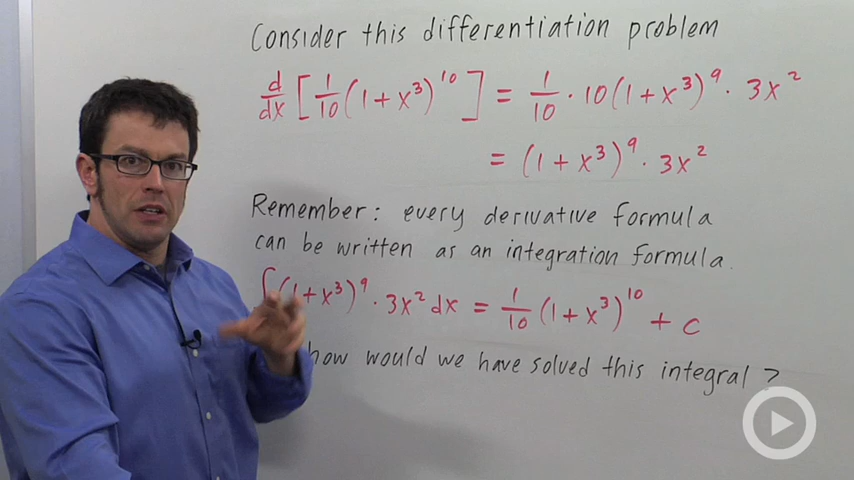 Consider this differentiation problem
d/dx [1/10 (1 + x³)¹⁰] = 1/10 · 10(1 + x³)⁹ · 3x²
= (1 + x³)⁹ · 3x²
Remember: every derivative formula
can be written as an integration formula.
∫(1 + x³)⁹ · 3x² dx = 1/10 (1 + x³)¹⁰ + c
how would we have solved this integral?